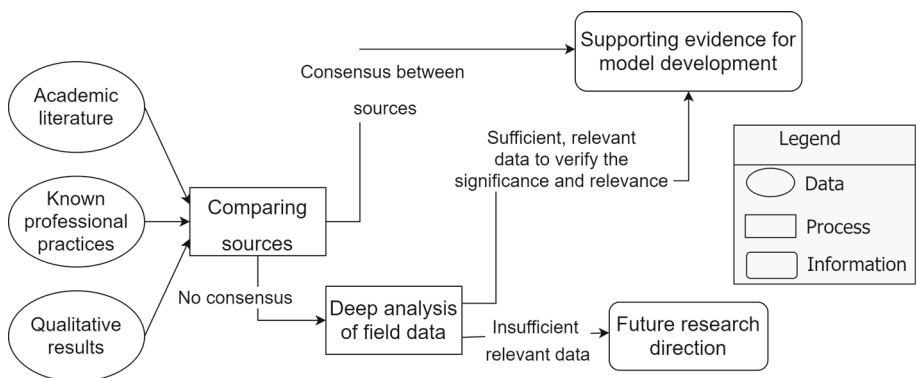 Academic
literature
Known
professional
practices
Qualitative
results
Comparing
sources
Consensus between
sources
No consensus
Deep analysis
of field data
Sufficient, relevant
data to verify the
significance and relevance
Insufficient
relevant data
Supporting evidence for
model development
Future research
direction
Legend
Data
Process
Information